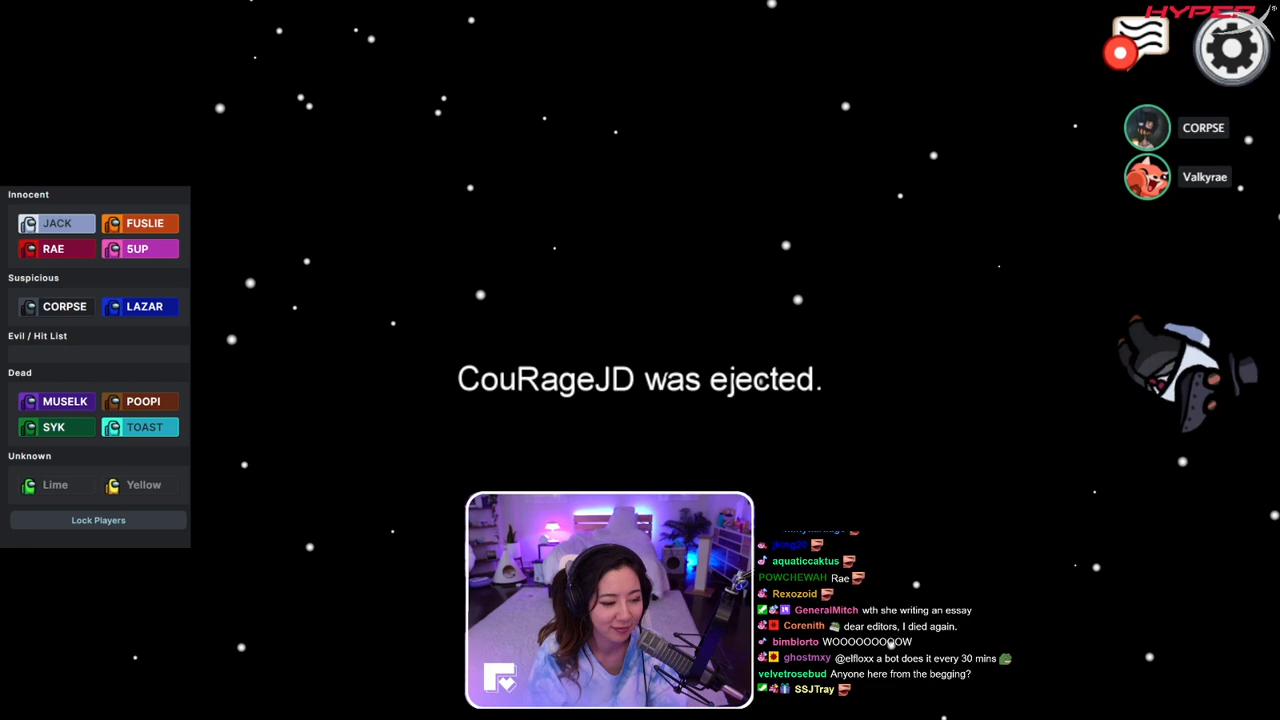 HYPERX
Innocent
JACK
FUSLIE
RAE
5UP
Suspicious
CORPSE
LAZAR
Evil / Hit List
Dead
MUSELK
POOPI
SYK
TOAST
Unknown
Lime
Yellow
Lock Players
CORPSE
Valkyrae
CouRageJD was ejected.
aquaticcaktus
POWCHEWAH Rae
Rexozoid
GeneralMitch wth she writing an essay
Corenith dear editors, I died again.
bimblorto WOOOOOOOOOW
ghostmxy @elfloxx a bot does it every 30 mins
velvetrosebud Anyone here from the begging?
SSJTray